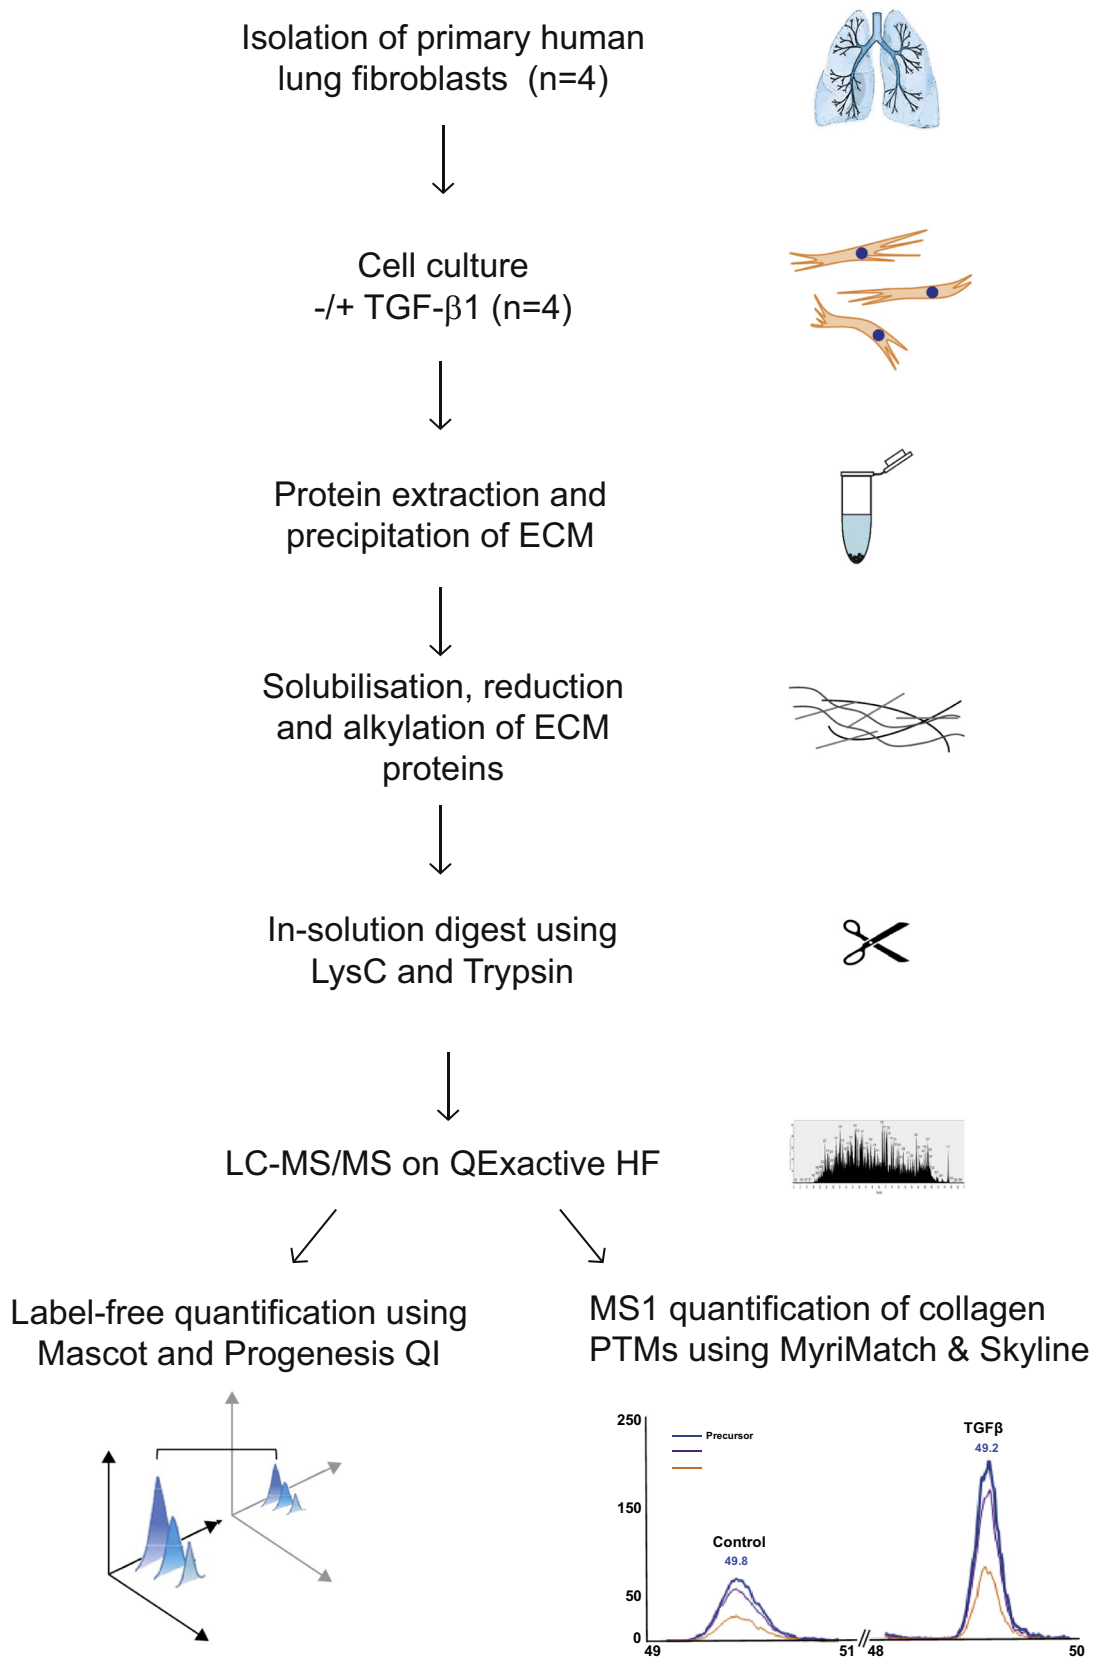 Isolation of primary human
lung fibroblasts (n=4)
Cell culture
-/+ TGF-β1 (n=4)
Protein extraction and
precipitation of ECM
Solubilisation, reduction
and alkylation of ECM
proteins
In-solution digest using
LysC and Trypsin
LC-MS/MS on QExactive HF
Label-free quantification using
Mascot and Progenesis QI
MS1 quantification of collagen
PTMs using MyriMatch & Skyline
250
150
50
0
Precursor
Control
49.8
TGFβ
49.2
49
51
//
48
50